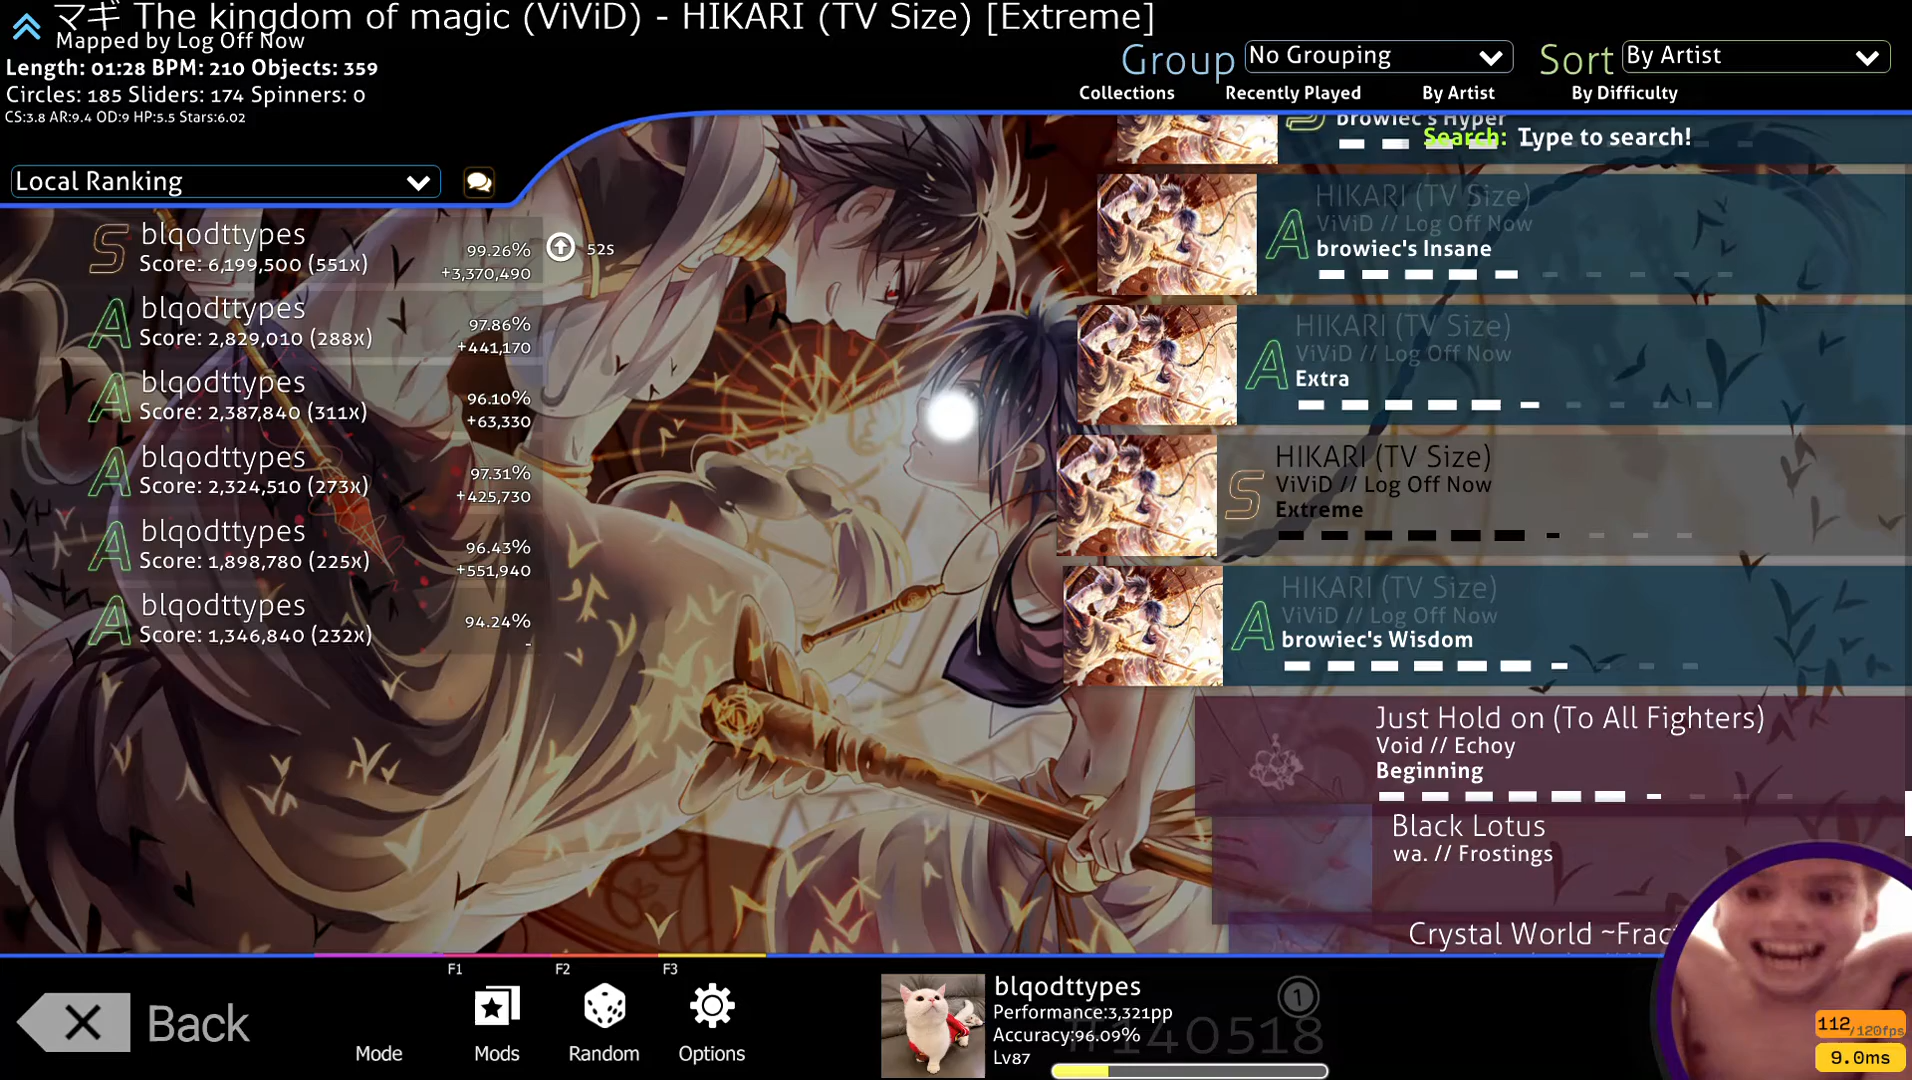 マギ The kingdom of magic (ViViD) - HIKARI (TV Size) [Extreme]
Mapped by Log Off Now
Length: 01:28 BPM: 210 Objects: 359
Circles: 185 Sliders: 174 Spinners: 0
CS:3.8 AR:9.4 OD:9 HP:5.5 Stars:6.02
Group No Grouping Sort By Artist
Collections Recently Played By Artist By Difficulty
browiec's Hyper
Search: Type to search!
Local Ranking
S blqodttypes
Score: 6,199,500 (551x)
99.26%
+3,370,490
52s
A blqodttypes
Score: 2,829,010 (288x)
97.86%
+441,170
A blqodttypes
Score: 2,387,840 (311x)
96.10%
+63,330
A blqodttypes
Score: 2,324,510 (273x)
97.31%
+425,730
A blqodttypes
Score: 1,898,780 (225x)
96.43%
+551,940
A blqodttypes
Score: 1,346,840 (232x)
94.24%
-
HIKARI (TV Size)
ViViD // Log Off Now
A browiec's Insane
HIKARI (TV Size)
ViViD // Log Off Now
A Extra
HIKARI (TV Size)
ViViD // Log Off Now
S Extreme
HIKARI (TV Size)
ViViD // Log Off Now
A browiec's Wisdom
Just Hold on (To All Fighters)
Void // Echoy
Beginning
Black Lotus
wa. // Frostings
Crystal World ~Frac
Back
Mode
F1
Mods
F2
Random
F3
Options
blqodttypes
Performance:3,321pp
Accuracy:96.09%
Lv87
#140518
1
112/120fps
9.0ms